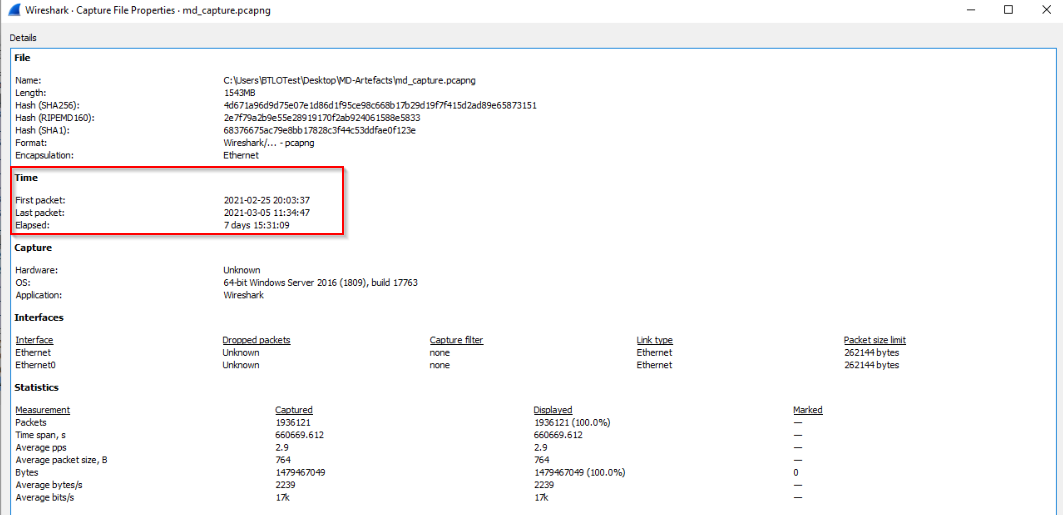 Wireshark · Capture File Properties · md_capture.pcapng
Details
File
Name: C:\Users\BTLOTest\Desktop\MD-Artefacts\md_capture.pcapng
Length: 1543MB
Hash (SHA256): 4d671a96d9d75e07e1d86d1f95ce98c668b17b29d19f7f415d2ad89e65873151
Hash (RIPEMD160): 2e7f79a2b9e55e28919170f2ab924061588e5833
Hash (SHA1): 68376675ac79e8bb17828c3f44c53ddfae0f123e
Format: Wireshark/... - pcapng
Encapsulation: Ethernet
Time
First packet: 2021-02-25 20:03:37
Last packet: 2021-03-05 11:34:47
Elapsed: 7 days 15:31:09
Capture
Hardware: Unknown
OS: 64-bit Windows Server 2016 (1809), build 17763
Application: Wireshark
Interfaces
Interface Dropped packets Capture filter Link type Packet size limit
Ethernet Unknown none Ethernet 262144 bytes
Ethernet0 Unknown none Ethernet 262144 bytes
Statistics
Measurement Captured Displayed Marked
Packets 1936121 1936121 (100.0%) —
Time span, s 660669.612 660669.612 —
Average pps 2.9 2.9 —
Average packet size, B 764 764 —
Bytes 1479467049 1479467049 (100.0%) 0
Average bytes/s 2239 2239 —
Average bits/s 17k 17k —